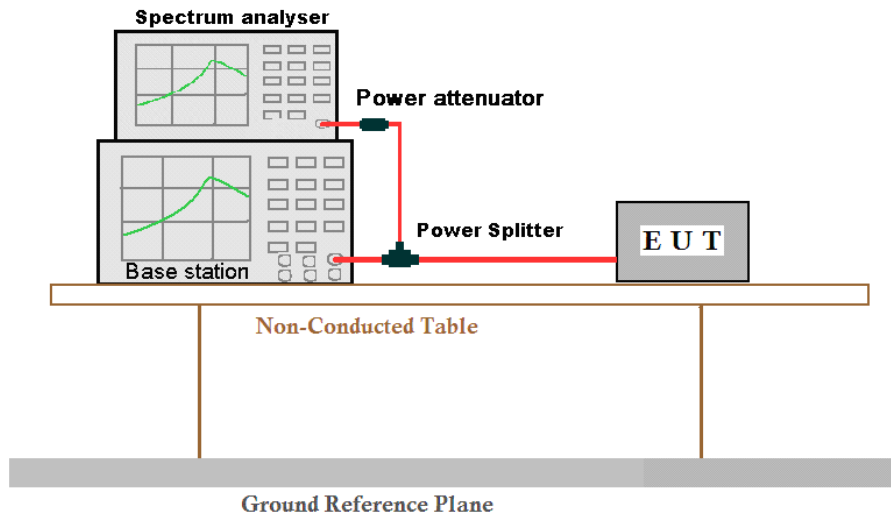 Spectrum analyser
Power attenuator
Power Splitter
E U T
Base station
Non-Conducted Table
Ground Reference Plane